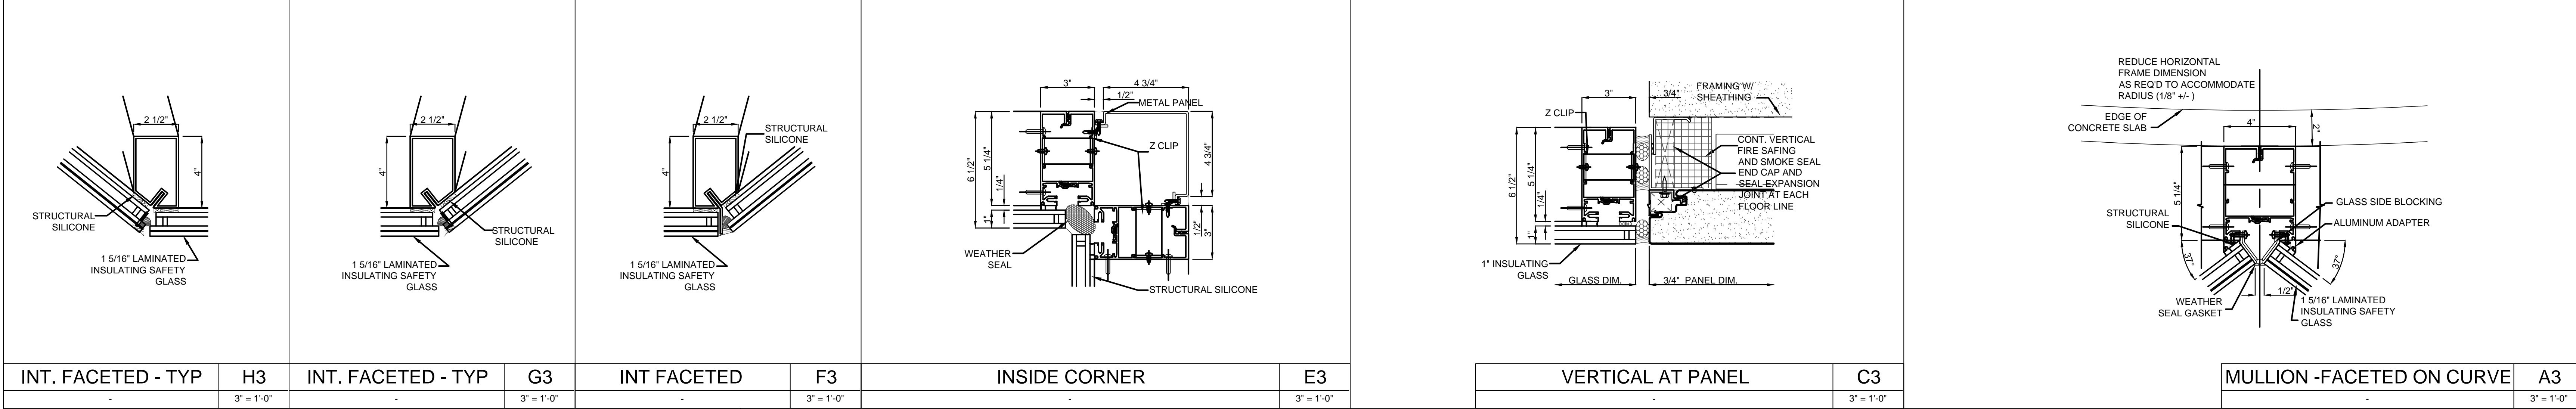 2 1/2"
4"
STRUCTURAL
SILICONE
1 5/16" LAMINATED
INSULATING SAFETY
GLASS
INT. FACETED - TYP
H3
-
3" = 1'-0"
2 1/2"
4"
STRUCTURAL
SILICONE
1 5/16" LAMINATED
INSULATING SAFETY
GLASS
INT. FACETED - TYP
G3
-
3" = 1'-0"
2 1/2"
4"
STRUCTURAL
SILICONE
1 5/16" LAMINATED
INSULATING SAFETY
GLASS
INT FACETED
F3
-
3" = 1'-0"
3"
4 3/4"
1/2"
METAL PANEL
Z CLIP
6 1/2"
5 1/4"
1/4"
1"
4 3/4"
1/2"
3"
WEATHER
SEAL
STRUCTURAL SILICONE
INSIDE CORNER
E3
-
3" = 1'-0"
3"
3/4"
FRAMING W/
SHEATHING
Z CLIP
6 1/2"
5 1/4"
1/4"
1"
CONT. VERTICAL
FIRE SAFING
AND SMOKE SEAL
END CAP AND
SEAL EXPANSION
JOINT AT EACH
FLOOR LINE
1" INSULATING
GLASS
GLASS DIM.
3/4"
PANEL DIM.
VERTICAL AT PANEL
C3
-
3" = 1'-0"
REDUCE HORIZONTAL
FRAME DIMENSION
AS REQ'D TO ACCOMMODATE
RADIUS (1/8" +/- )
EDGE OF
CONCRETE SLAB
4"
2"
5 1/4"
GLASS SIDE BLOCKING
ALUMINUM ADAPTER
STRUCTURAL
SILICONE
37°
37°
1/2"
WEATHER
SEAL GASKET
1 5/16" LAMINATED
INSULATING SAFETY
GLASS
MULLION -FACETED ON CURVE
A3
-
3" = 1'-0"